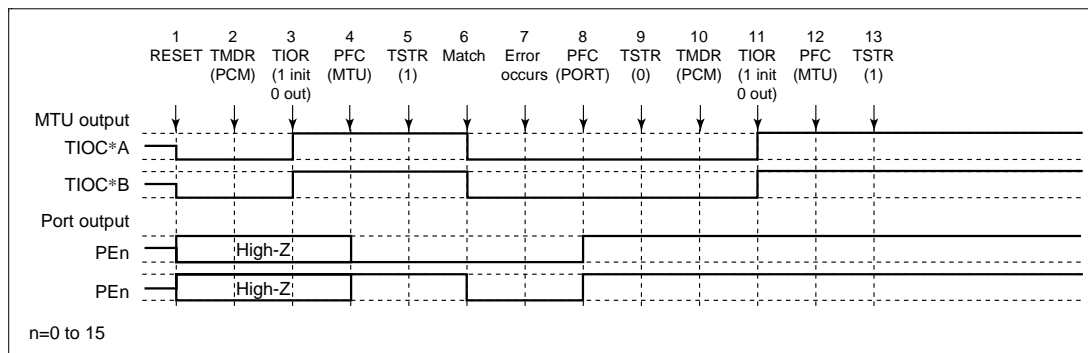 1 2 3 4 5 6 7 8 9 10 11 12 13
RESET TMDR TIOR PFC TSTR Match Error PFC TSTR TMDR TIOR PFC TSTR
(PCM) (1 init (MTU) (1) occurs (PORT) (0) (PCM) (1 init (MTU) (1)
0 out) 0 out)
MTU output
TIOC*A
TIOC*B
Port output
PEn High-Z
PEn High-Z
n=0 to 15